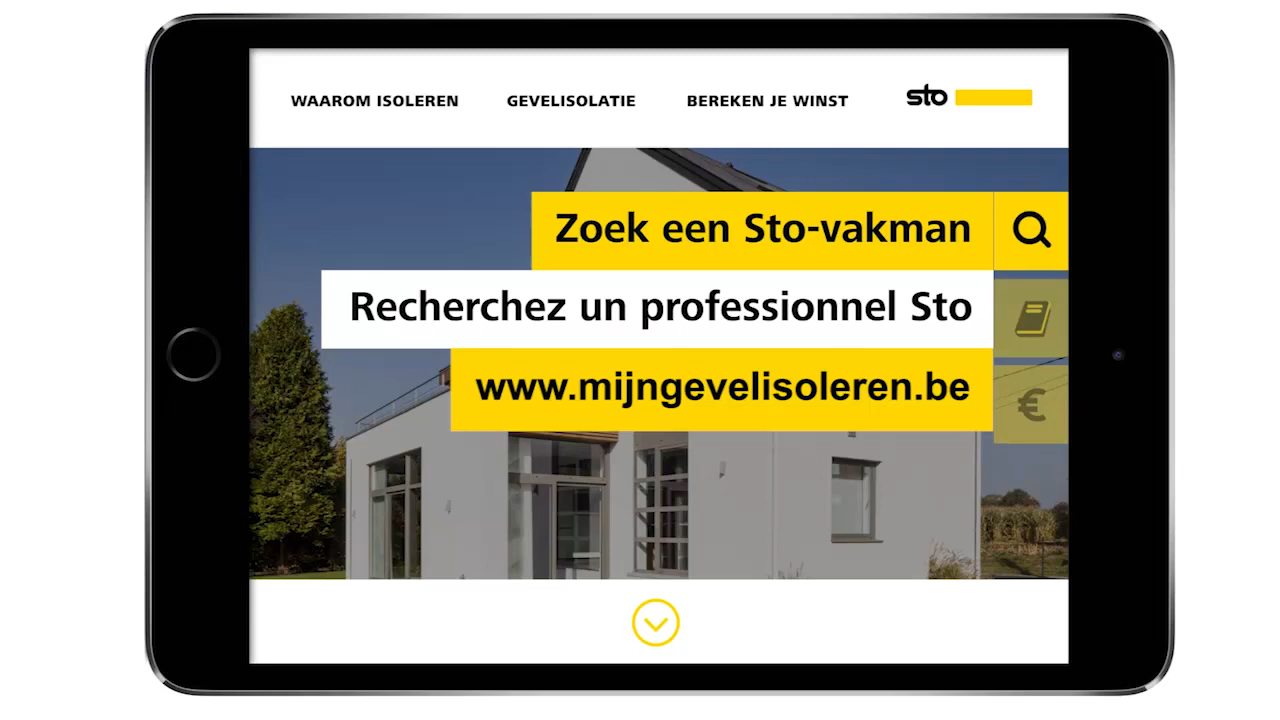 WAAROM ISOLEREN
GEVELISOLATIE
BEREKEN JE WINST
sto
Zoek een Sto-vakman
Recherchez un professionnel Sto
www.mijngevelisoleren.be
€